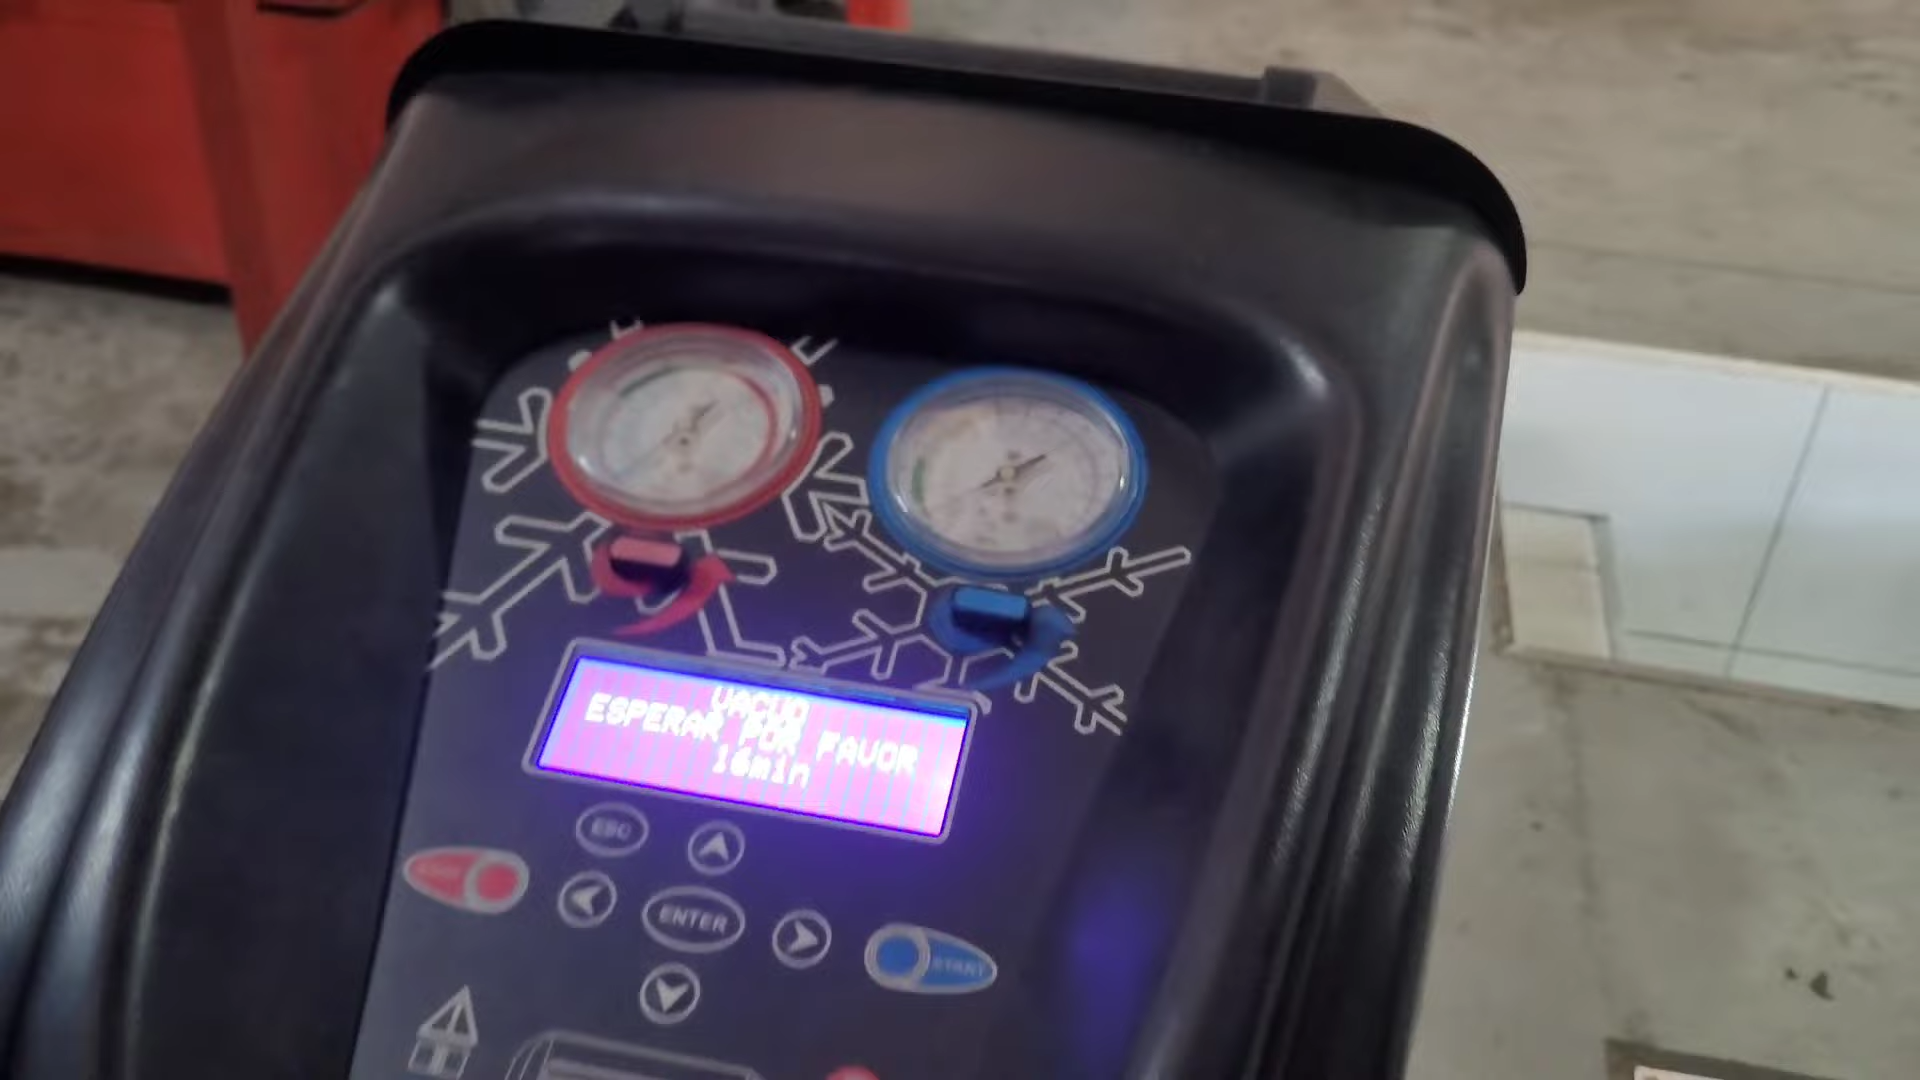 VACUO
ESPERAR POR FAVOR
16min
ESC
ENTER
START